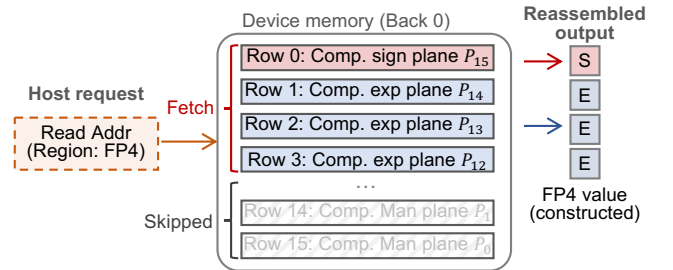 Device memory (Back 0)
Reassembled
output
Row 0: Comp. sign plane P₁₅
S
Row 1: Comp. exp plane P₁₄
E
Host request
Fetch
Read Addr
(Region: FP4)
Row 2: Comp. exp plane P₁₃
E
Row 3: Comp. exp plane P₁₂
E
...
FP4 value
(constructed)
Skipped
Row 14: Comp. Man plane P₁
Row 15: Comp. Man plane P₀